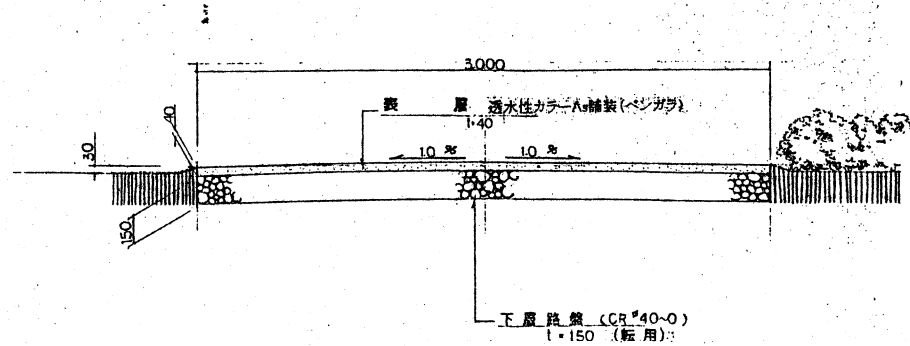 3,000
表　層　透水性カラーAs舗装(ベンガラ)
t=40
40
30
1.0 %　1.0 %
150
下層路盤 (CR #40~0)
t=150 (転用)